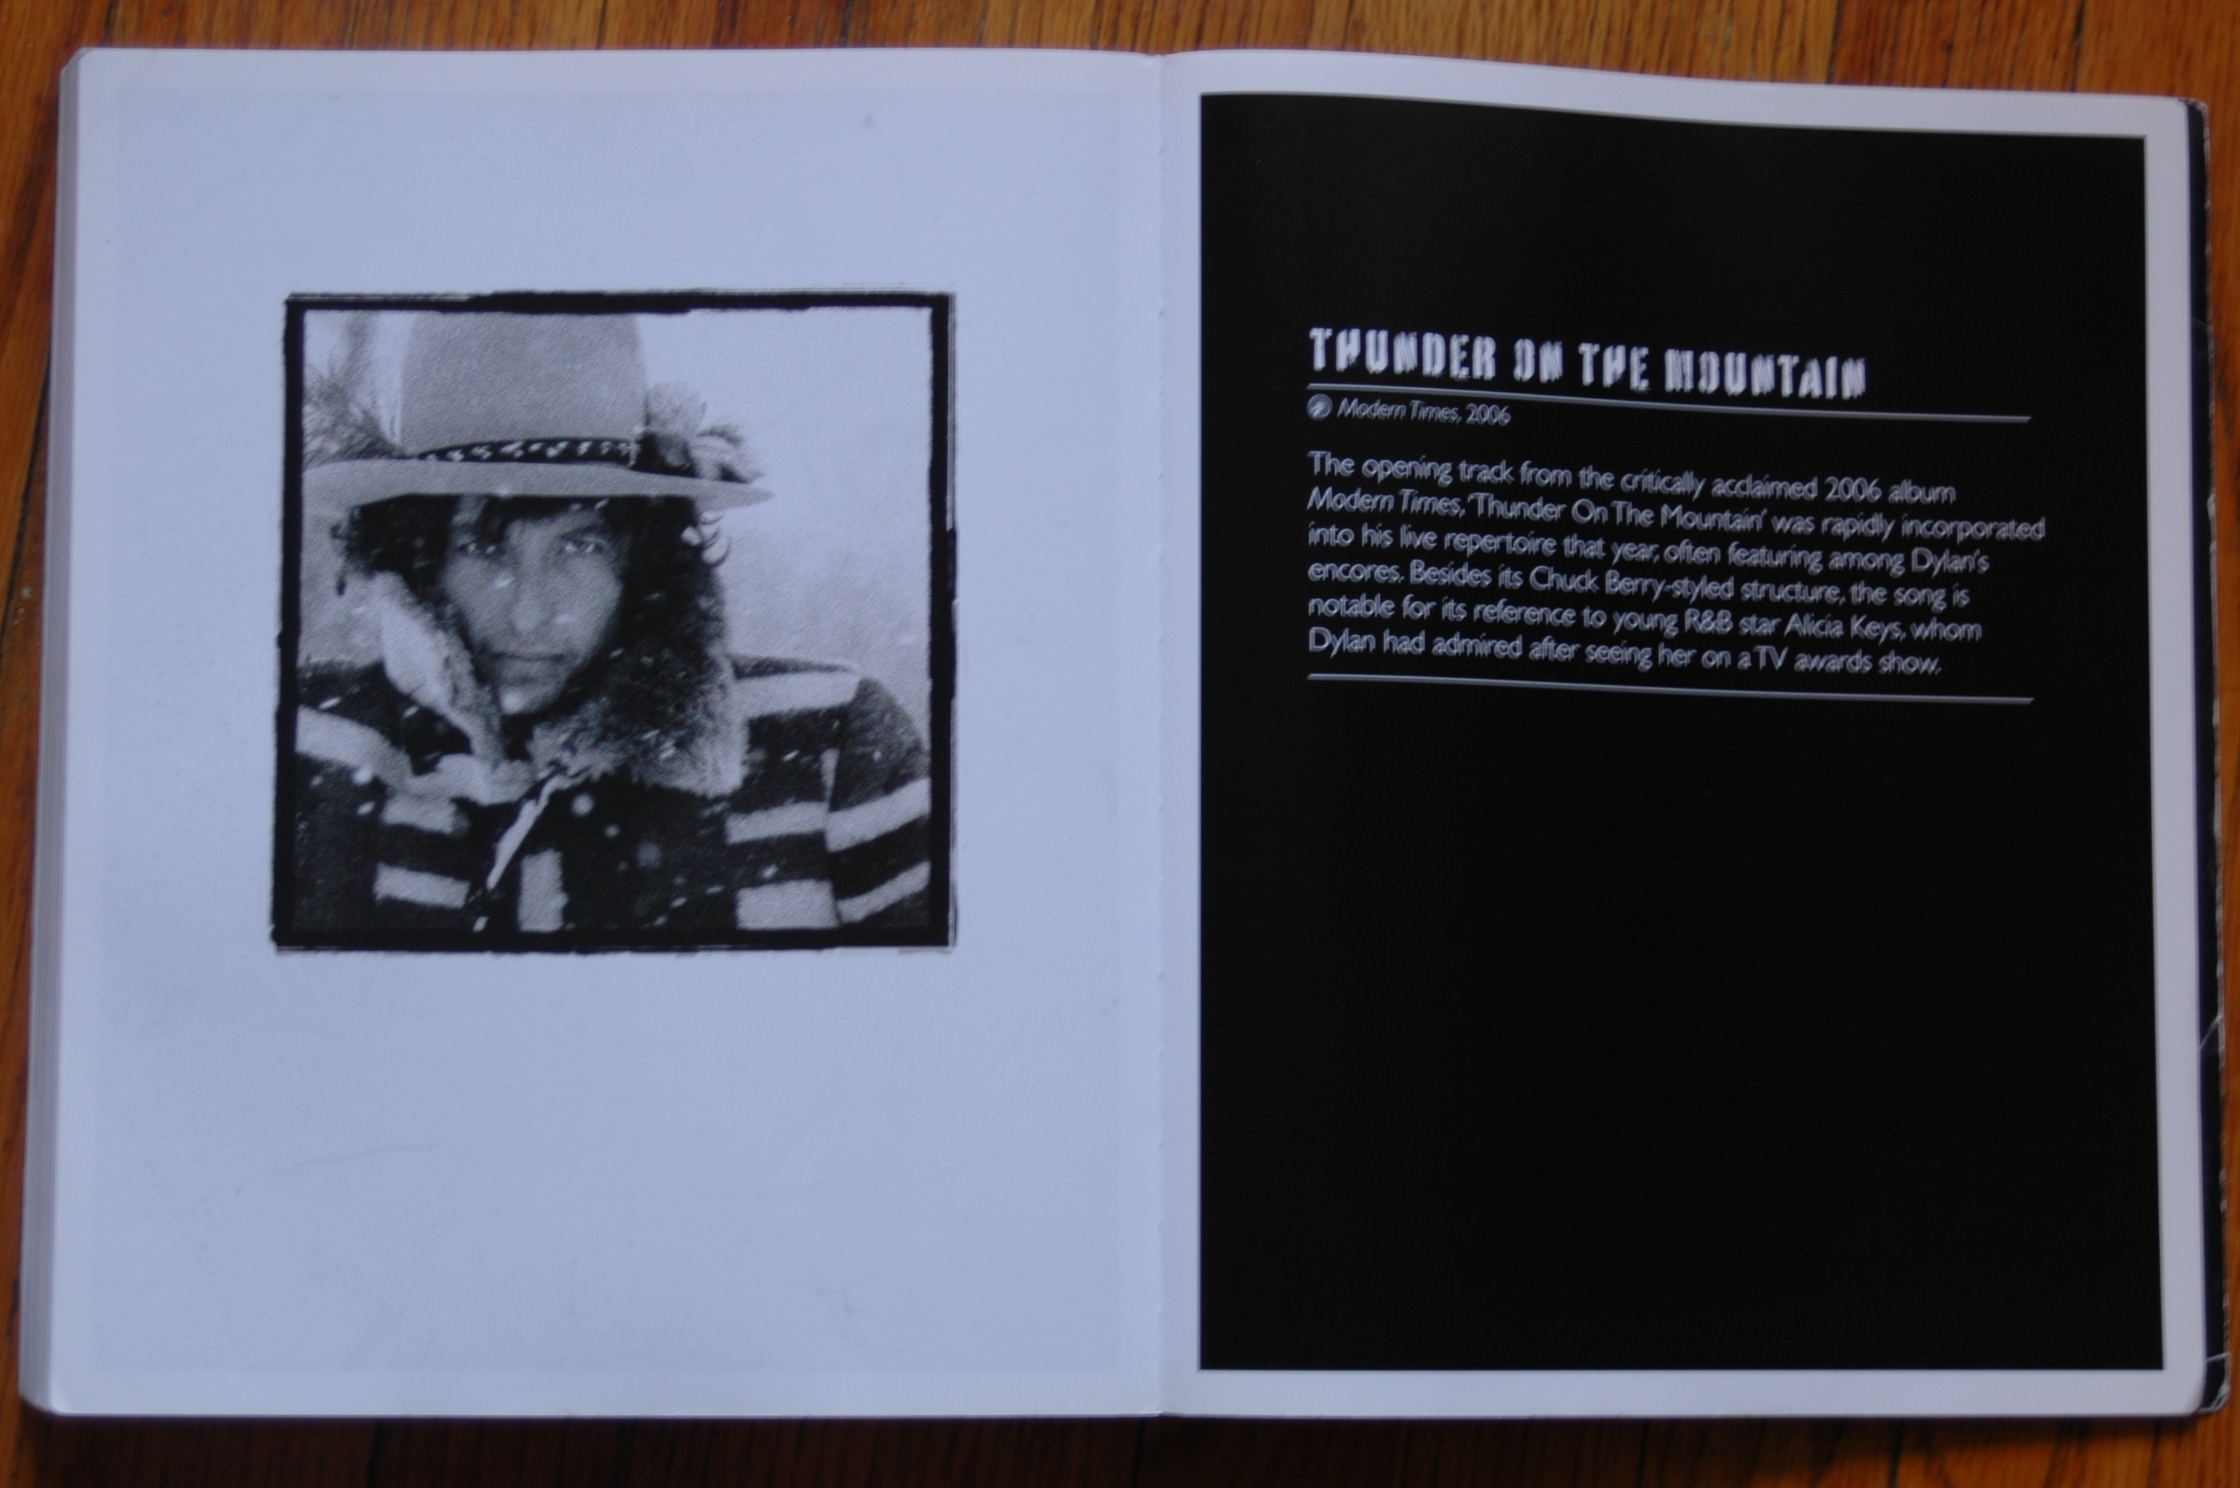 THUNDER ON THE MOUNTAIN
Modern Times, 2006
The opening track from the critically acclaimed 2006 album
Modern Times, 'Thunder On The Mountain' was rapidly incorporated
into his live repertoire that year, often featuring among Dylan's
encores. Besides its Chuck Berry-styled structure, the song is
notable for its reference to young R&B star Alicia Keys, whom
Dylan had admired after seeing her on a TV awards show.